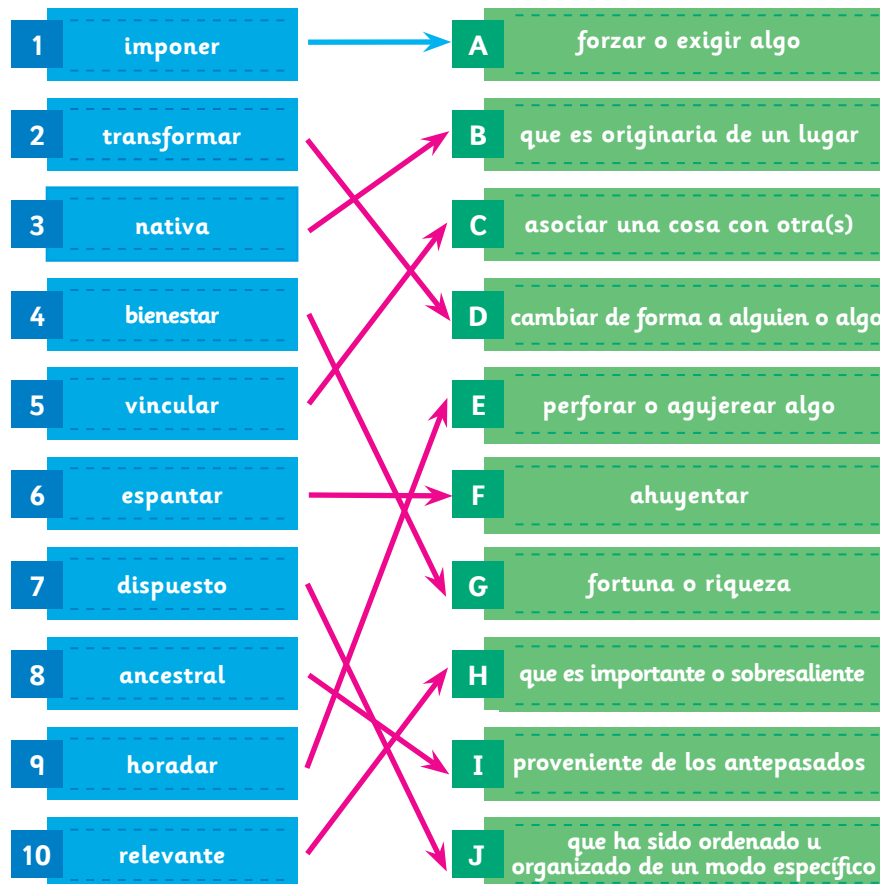 1 imponer A forzar o exigir algo
2 transformar B que es originaria de un lugar
3 nativa C asociar una cosa con otra(s)
4 bienestar D cambiar de forma a alguien o algo
5 vincular E perforar o agujerear algo
6 espantar F ahuyentar
7 dispuesto G fortuna o riqueza
8 ancestral H que es importante o sobresaliente
9 horadar I proveniente de los antepasados
10 relevante J que ha sido ordenado u
organizado de un modo específico